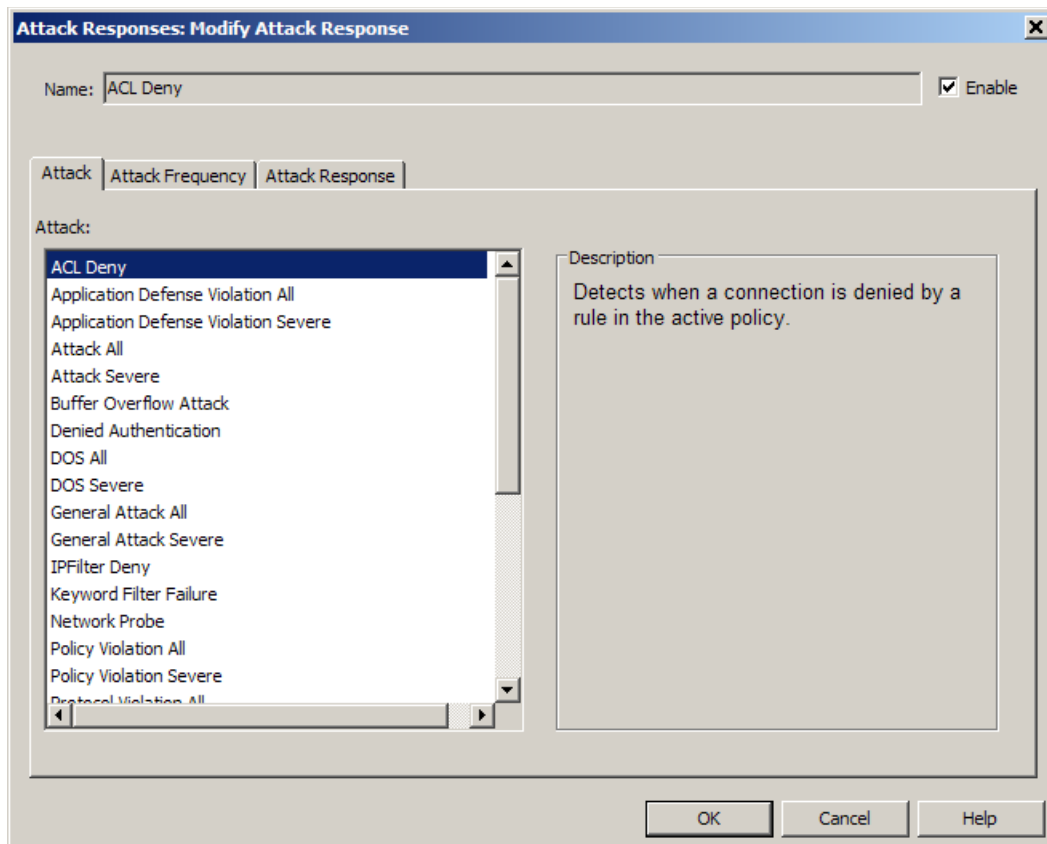 Attack Responses: Modify Attack Response
Name: ACL Deny
Enable
Attack
Attack Frequency
Attack Response
Attack:
ACL Deny
Application Defense Violation All
Application Defense Violation Severe
Attack All
Attack Severe
Buffer Overflow Attack
Denied Authentication
DOS All
DOS Severe
General Attack All
General Attack Severe
IPFilter Deny
Keyword Filter Failure
Network Probe
Policy Violation All
Policy Violation Severe
Protocol Violation All
Description
Detects when a connection is denied by a
rule in the active policy.
OK
Cancel
Help